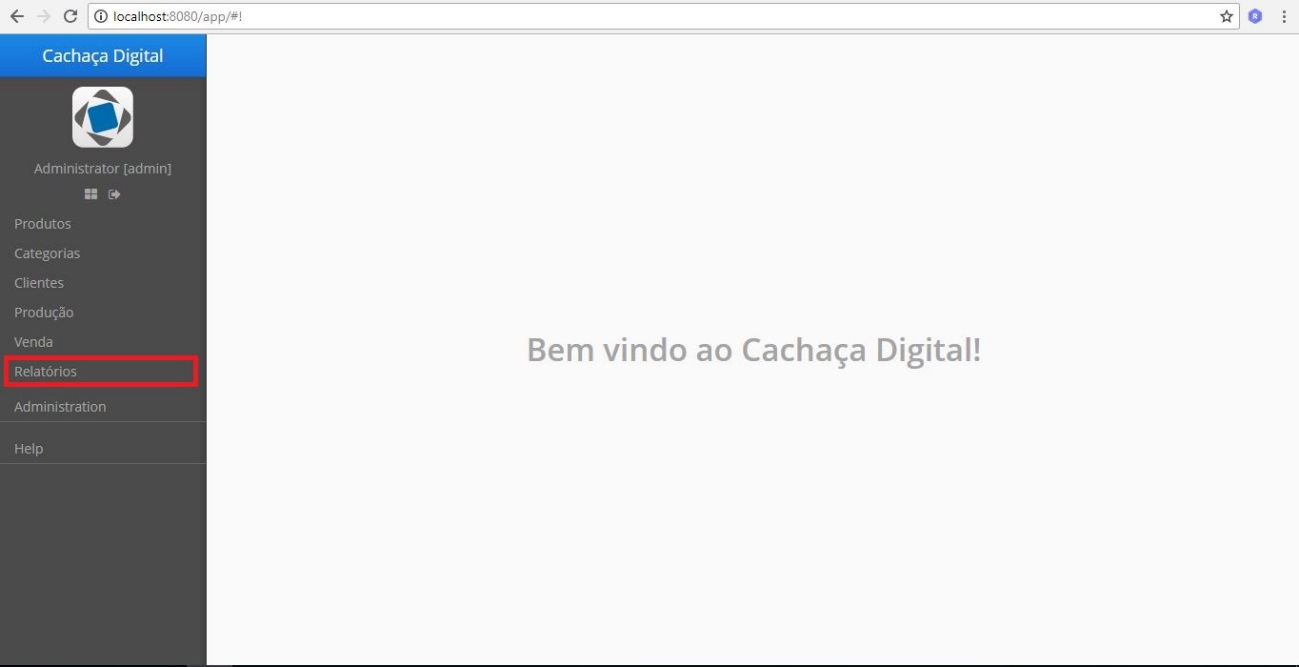 localhost:8080/app/#!
Cachaça Digital
Administrator [admin]
Produtos
Categorias
Clientes
Produção
Venda
Relatórios
Administration
Help
Bem vindo ao Cachaça Digital!